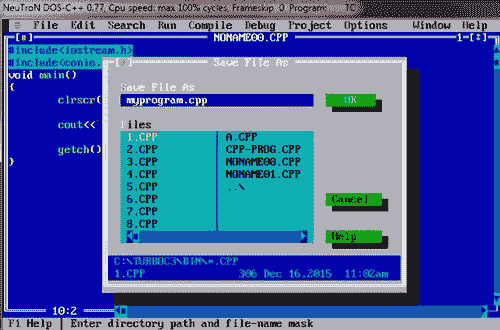 NeuTroN DOS-C++ 0.77, Cpu speed: max 100% cycles, Frameskip 0, Program: TC
File Edit Search Run Compile Debug Project Options Window Help
NONAME00.CPP 1=[↕]
#include<iostream.h>
#include<conio.
void main()
{
clrscr(
cout<<
getch()
}
Save File As
Save File As
myprogram.cpp
OK
Files
1.CPP A.CPP
2.CPP CPP-PROG.CPP
3.CPP NONAME00.CPP
4.CPP NONAME01.CPP
5.CPP ..\
6.CPP
7.CPP
8.CPP
Cancel
Help
C:\TURBOC3\BIN\*.CPP
1.CPP 306 Dec 16,2015 11:02am
10:2
F1 Help | Enter directory path and file-name mask